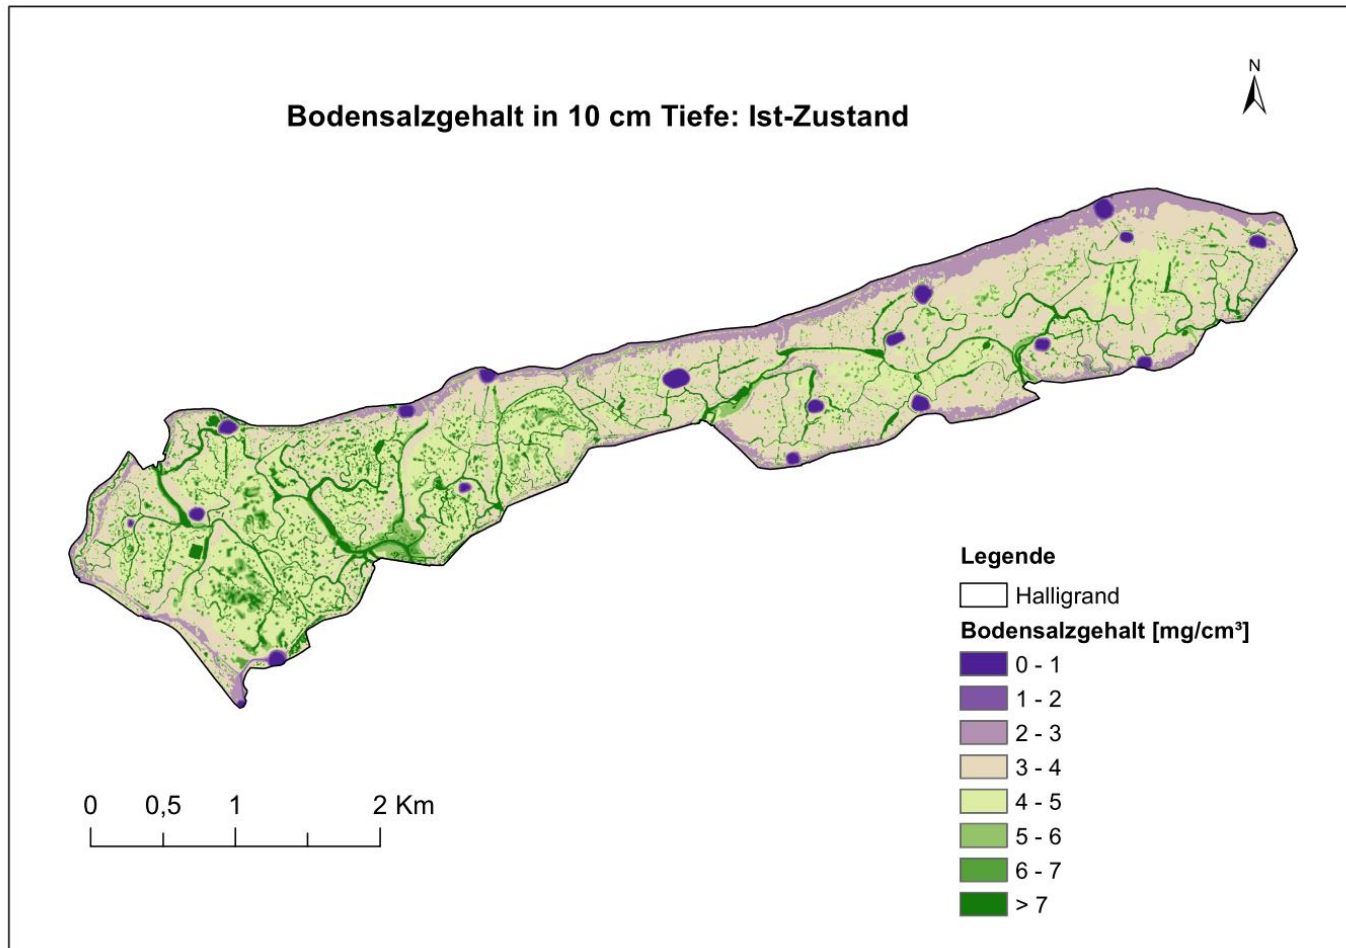 N
Bodensalzgehalt in 10 cm Tiefe: Ist-Zustand
Legende
Halligrand
Bodensalzgehalt [mg/cm³]
0 - 1
1 - 2
2 - 3
3 - 4
4 - 5
5 - 6
6 - 7
> 7
0 0,5 1 2 Km